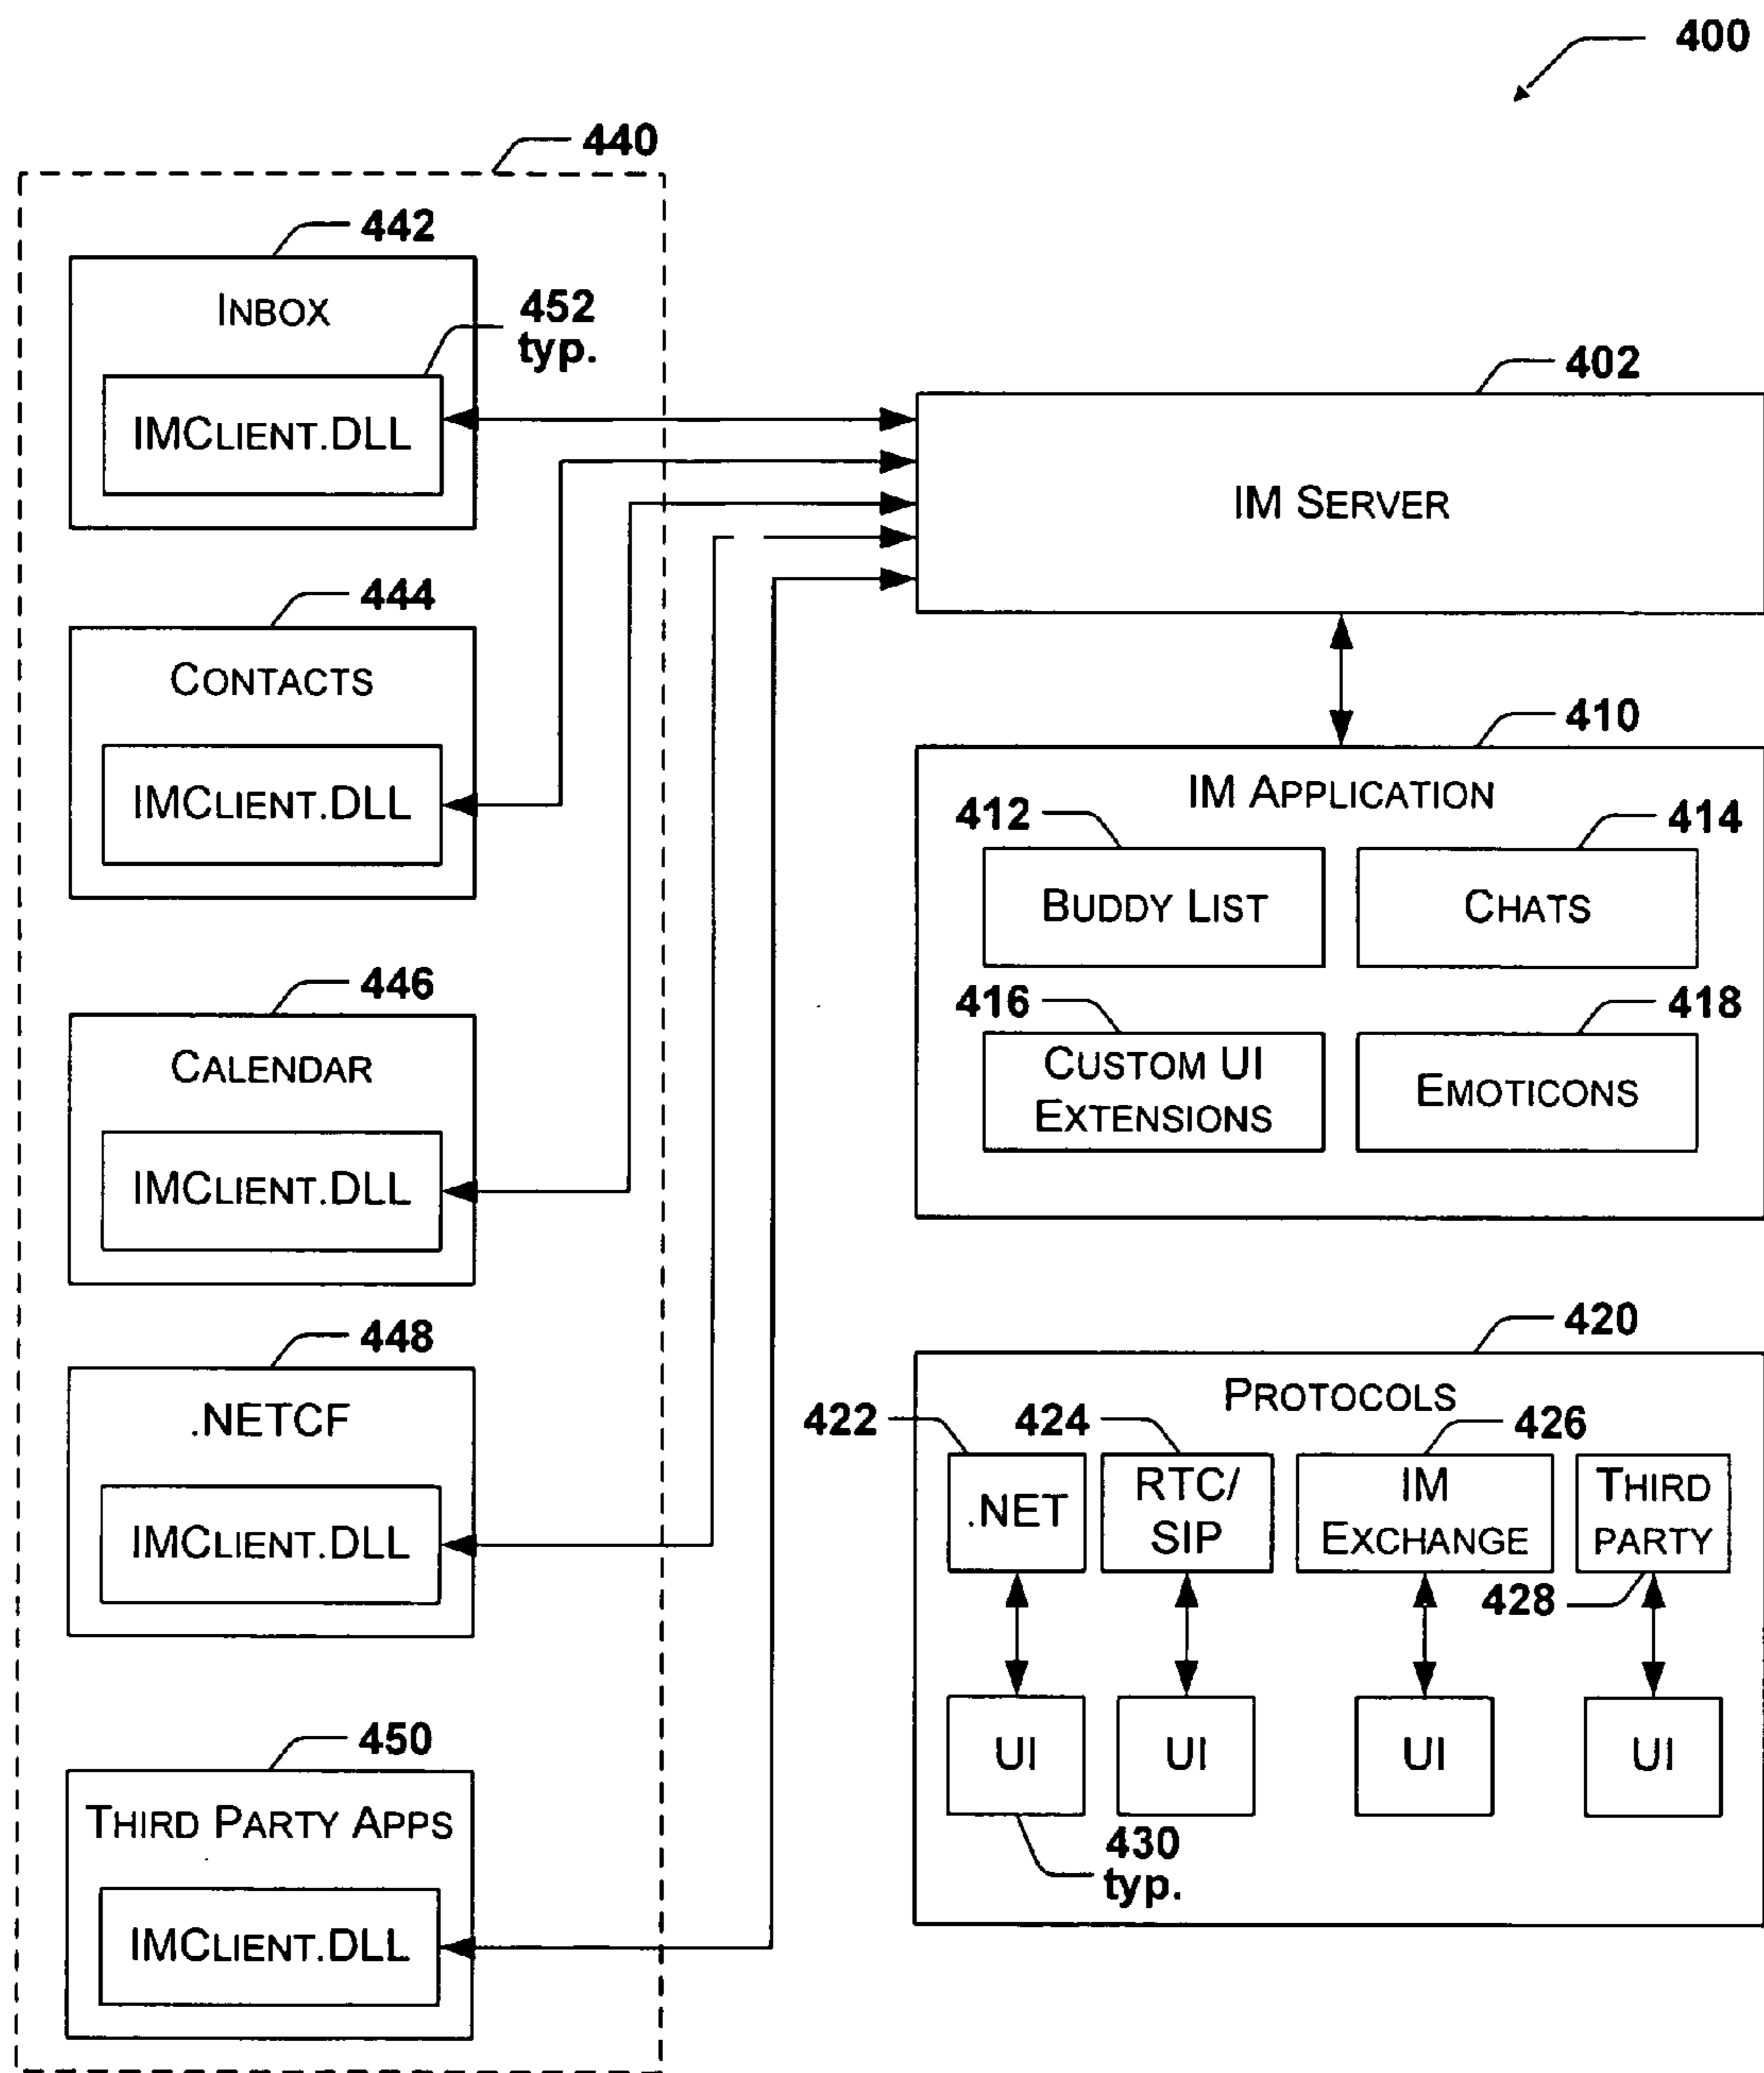 400
440
442
INBOX
452
typ.
IMCLIENT.DLL
444
CONTACTS
IMCLIENT.DLL
446
CALENDAR
IMCLIENT.DLL
448
.NETCF
IMCLIENT.DLL
450
THIRD PARTY APPS
IMCLIENT.DLL
402
IM SERVER
410
IM APPLICATION
412
BUDDY LIST
414
CHATS
416
CUSTOM UI
EXTENSIONS
418
EMOTICONS
420
PROTOCOLS
422
.NET
424
RTC/
SIP
426
IM
EXCHANGE
THIRD
PARTY
428
UI
UI
UI
UI
430
typ.